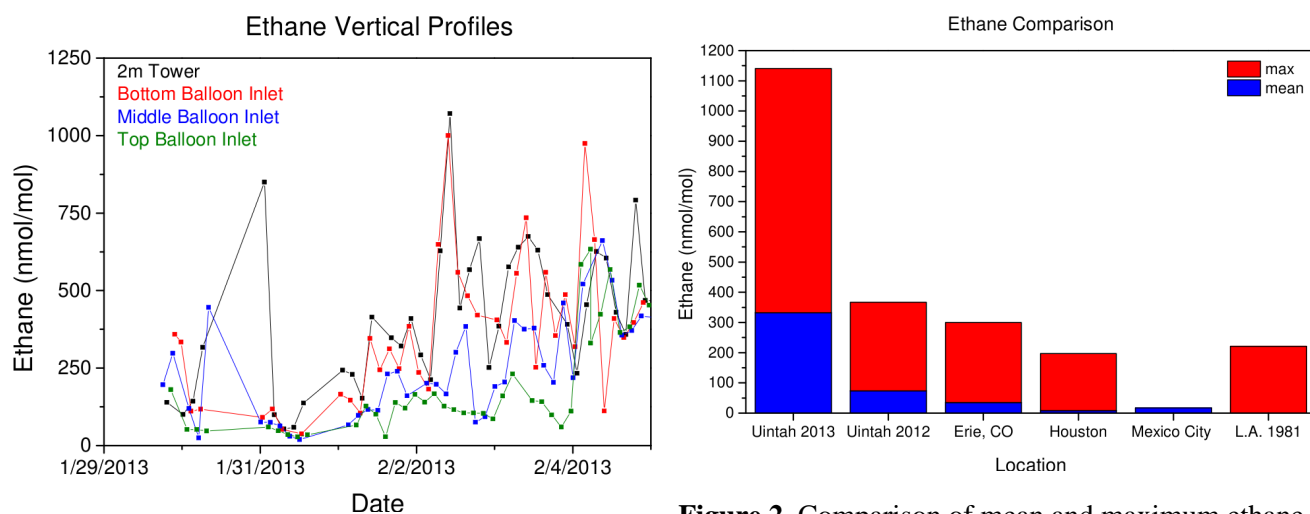 Ethane Vertical Profiles
1250
1000
750
500
250
0
Ethane (nmol/mol)
2m Tower
Bottom Balloon Inlet
Middle Balloon Inlet
Top Balloon Inlet
1/29/2013 1/31/2013 2/2/2013 2/4/2013
Date
Ethane Comparison
1200
1100
1000
900
800
700
600
500
400
300
200
100
0
Ethane (nmol/mol)
max
mean
Uintah 2013 Uintah 2012 Erie, CO Houston Mexico City L.A. 1981
Location
Figure 2. Comparison of mean and maximum ethane